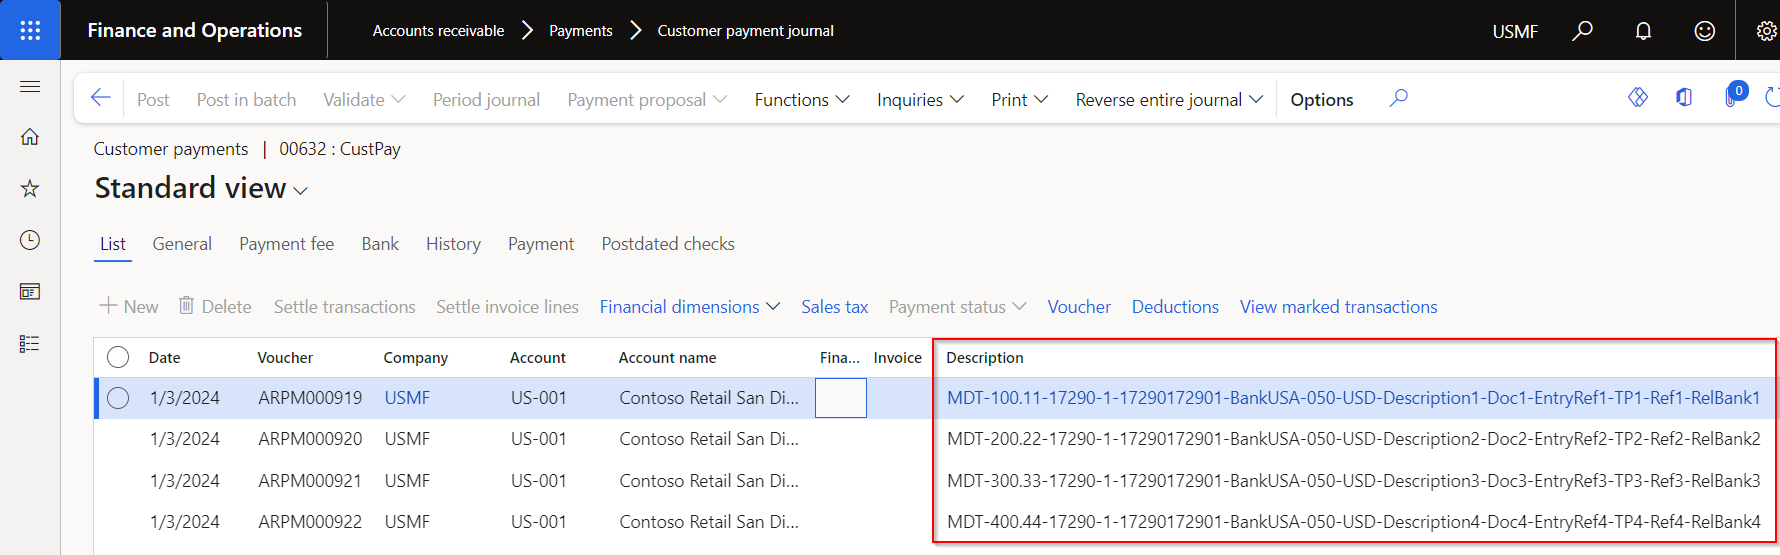 Finance and Operations Accounts receivable Payments Customer payment journal USMF
Post Post in batch Validate Period journal Payment proposal Functions Inquiries Print Reverse entire journal Options 0
Customer payments | 00632 : CustPay
Standard view
List General Payment fee Bank History Payment Postdated checks
New Delete Settle transactions Settle invoice lines Financial dimensions Sales tax Payment status Voucher Deductions View marked transactions
Date Voucher Company Account Account name Fina... Invoice Description
1/3/2024 ARPM000919 USMF US-001 Contoso Retail San Di... MDT-100.11-17290-1-17290172901-BankUSA-050-USD-Description1-Doc1-EntryRef1-TP1-Ref1-RelBank1
1/3/2024 ARPM000920 USMF US-001 Contoso Retail San Di... MDT-200.22-17290-1-17290172901-BankUSA-050-USD-Description2-Doc2-EntryRef2-TP2-Ref2-RelBank2
1/3/2024 ARPM000921 USMF US-001 Contoso Retail San Di... MDT-300.33-17290-1-17290172901-BankUSA-050-USD-Description3-Doc3-EntryRef3-TP3-Ref3-RelBank3
1/3/2024 ARPM000922 USMF US-001 Contoso Retail San Di... MDT-400.44-17290-1-17290172901-BankUSA-050-USD-Description4-Doc4-EntryRef4-TP4-Ref4-RelBank4